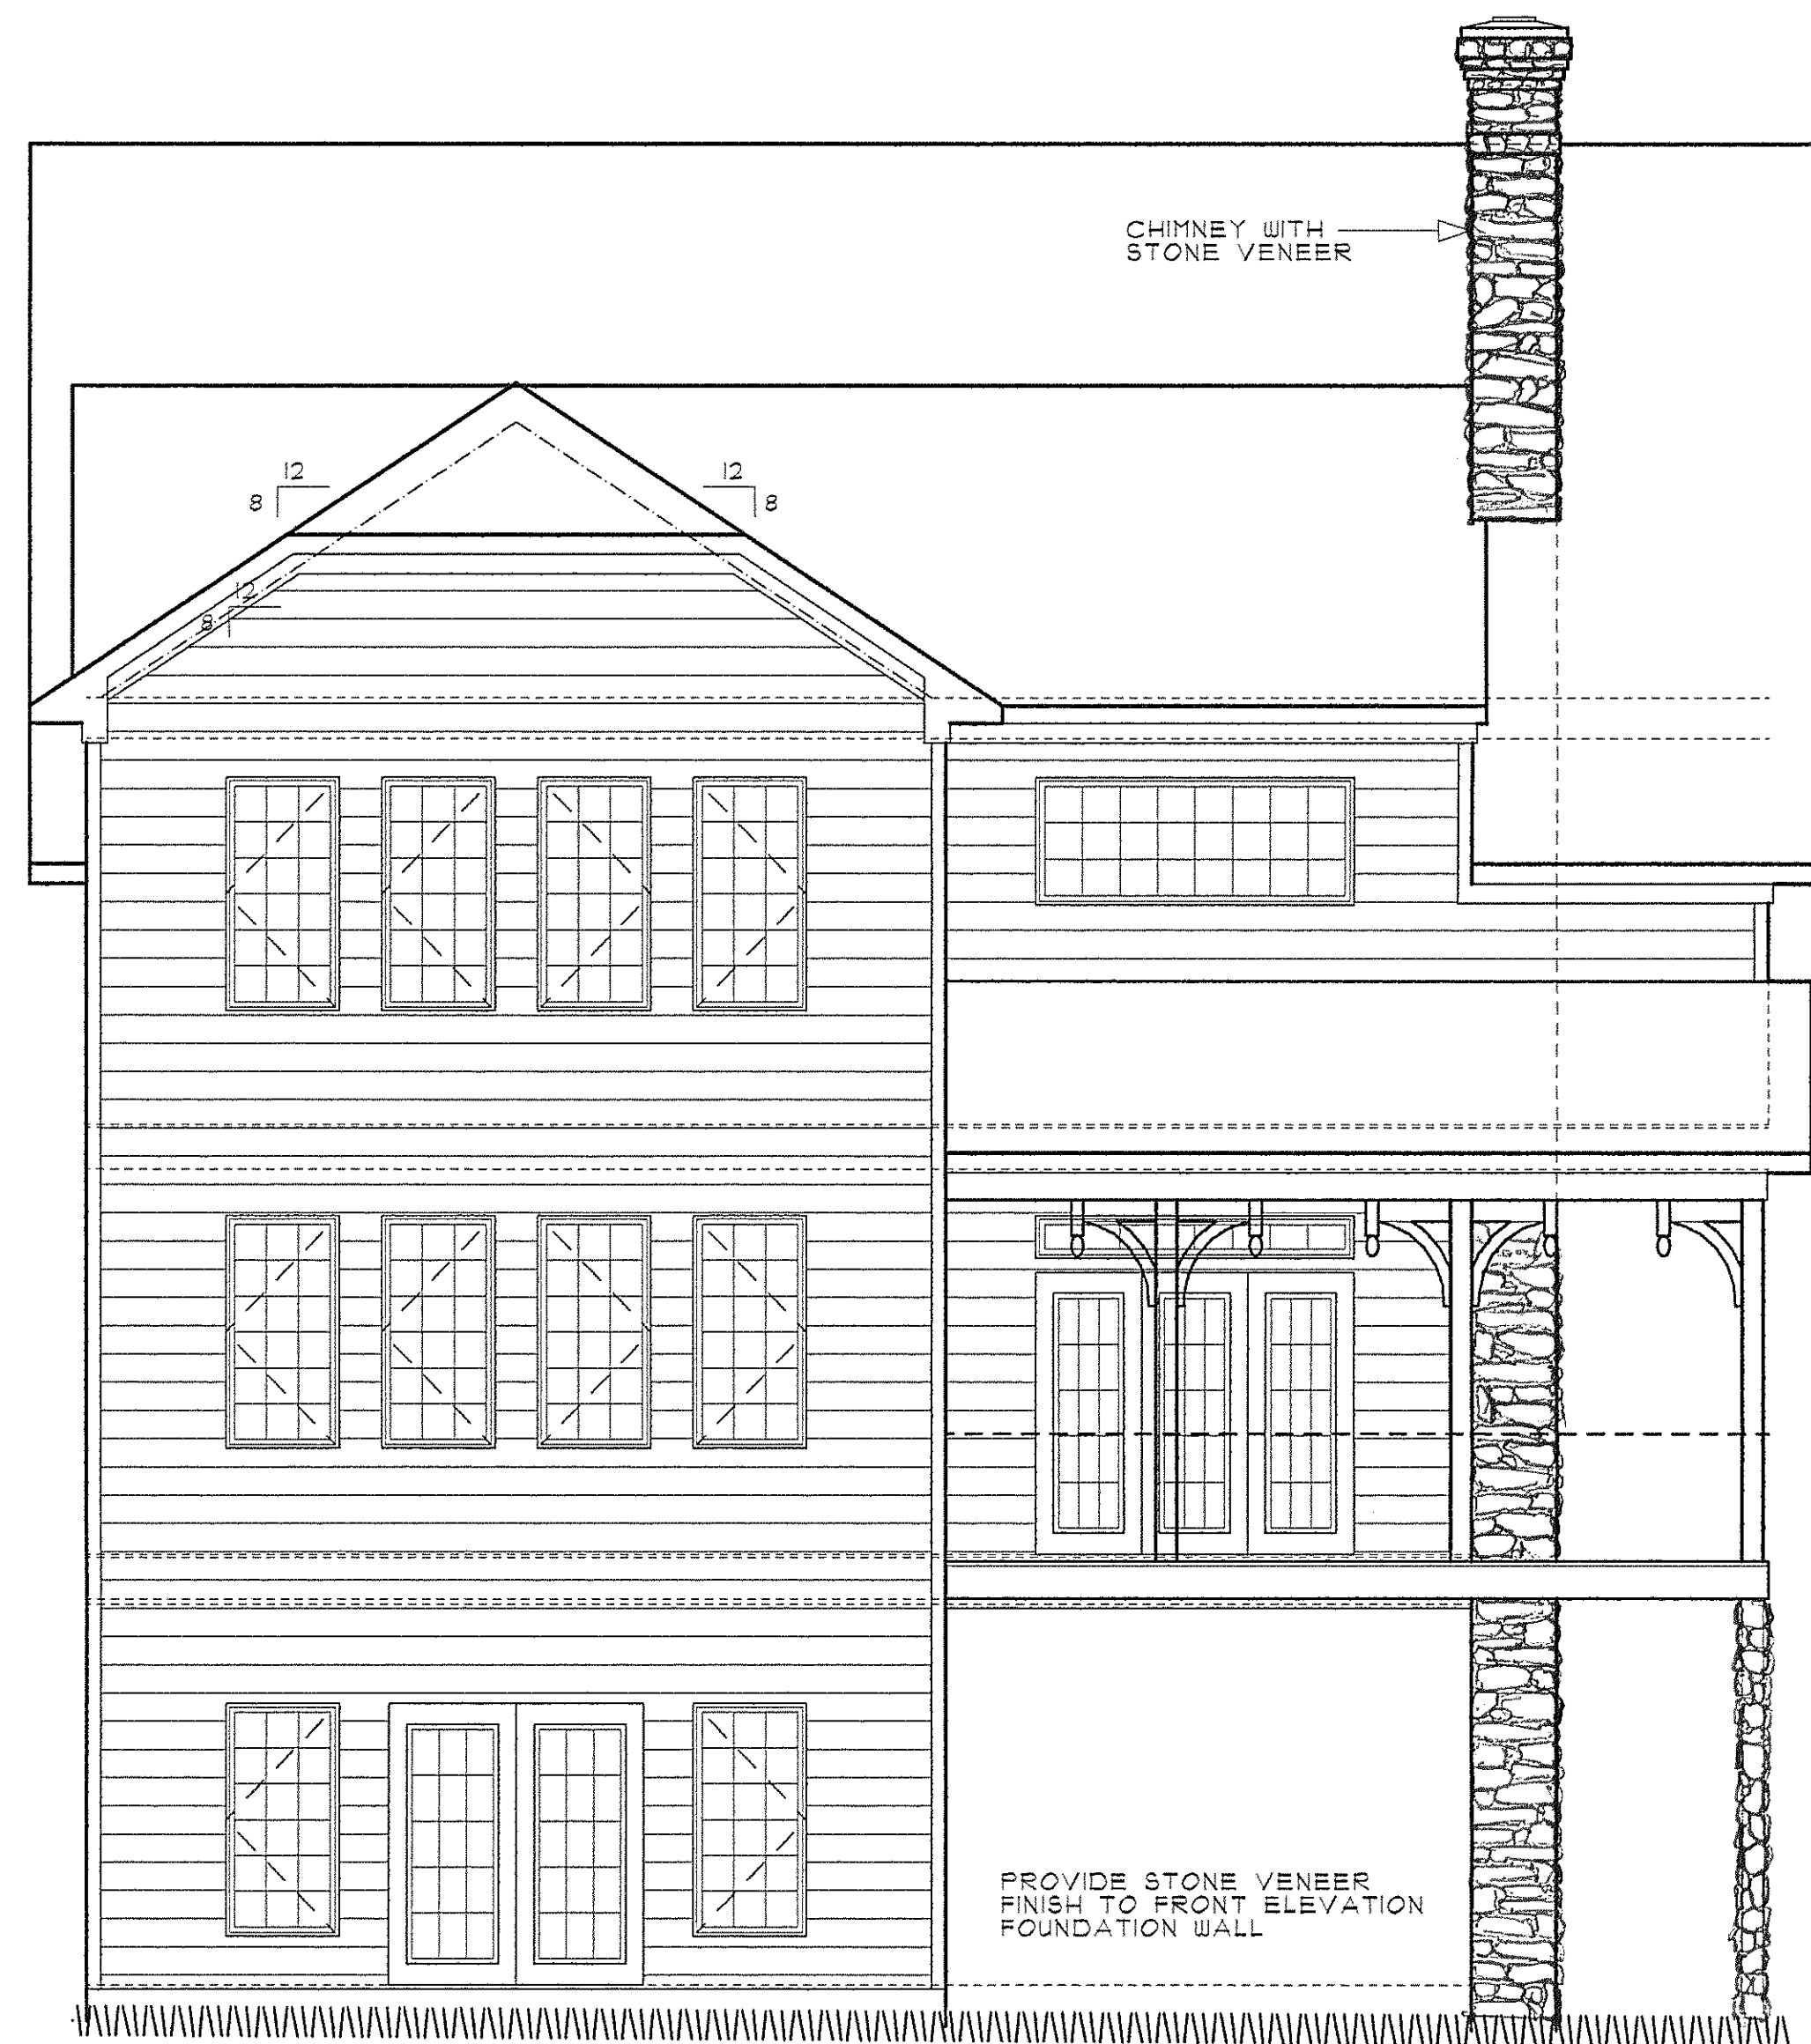 CHIMNEY WITH
STONE VENEER
12
8
12
8
12
8
PROVIDE STONE VENEER
FINISH TO FRONT ELEVATION
FOUNDATION WALL